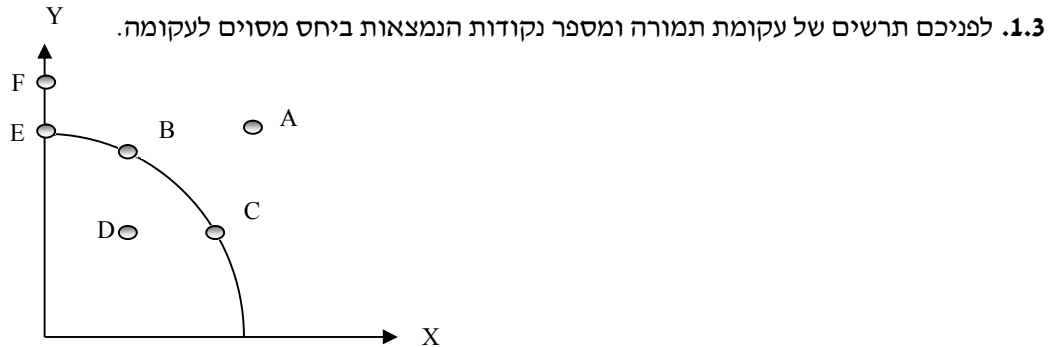 1.3. לפניכם תרשים של עקומת תמורה ומספר נקודות הנמצאות ביחס מסוים לעקומה.
Y
F
A
E
B
C
D
X